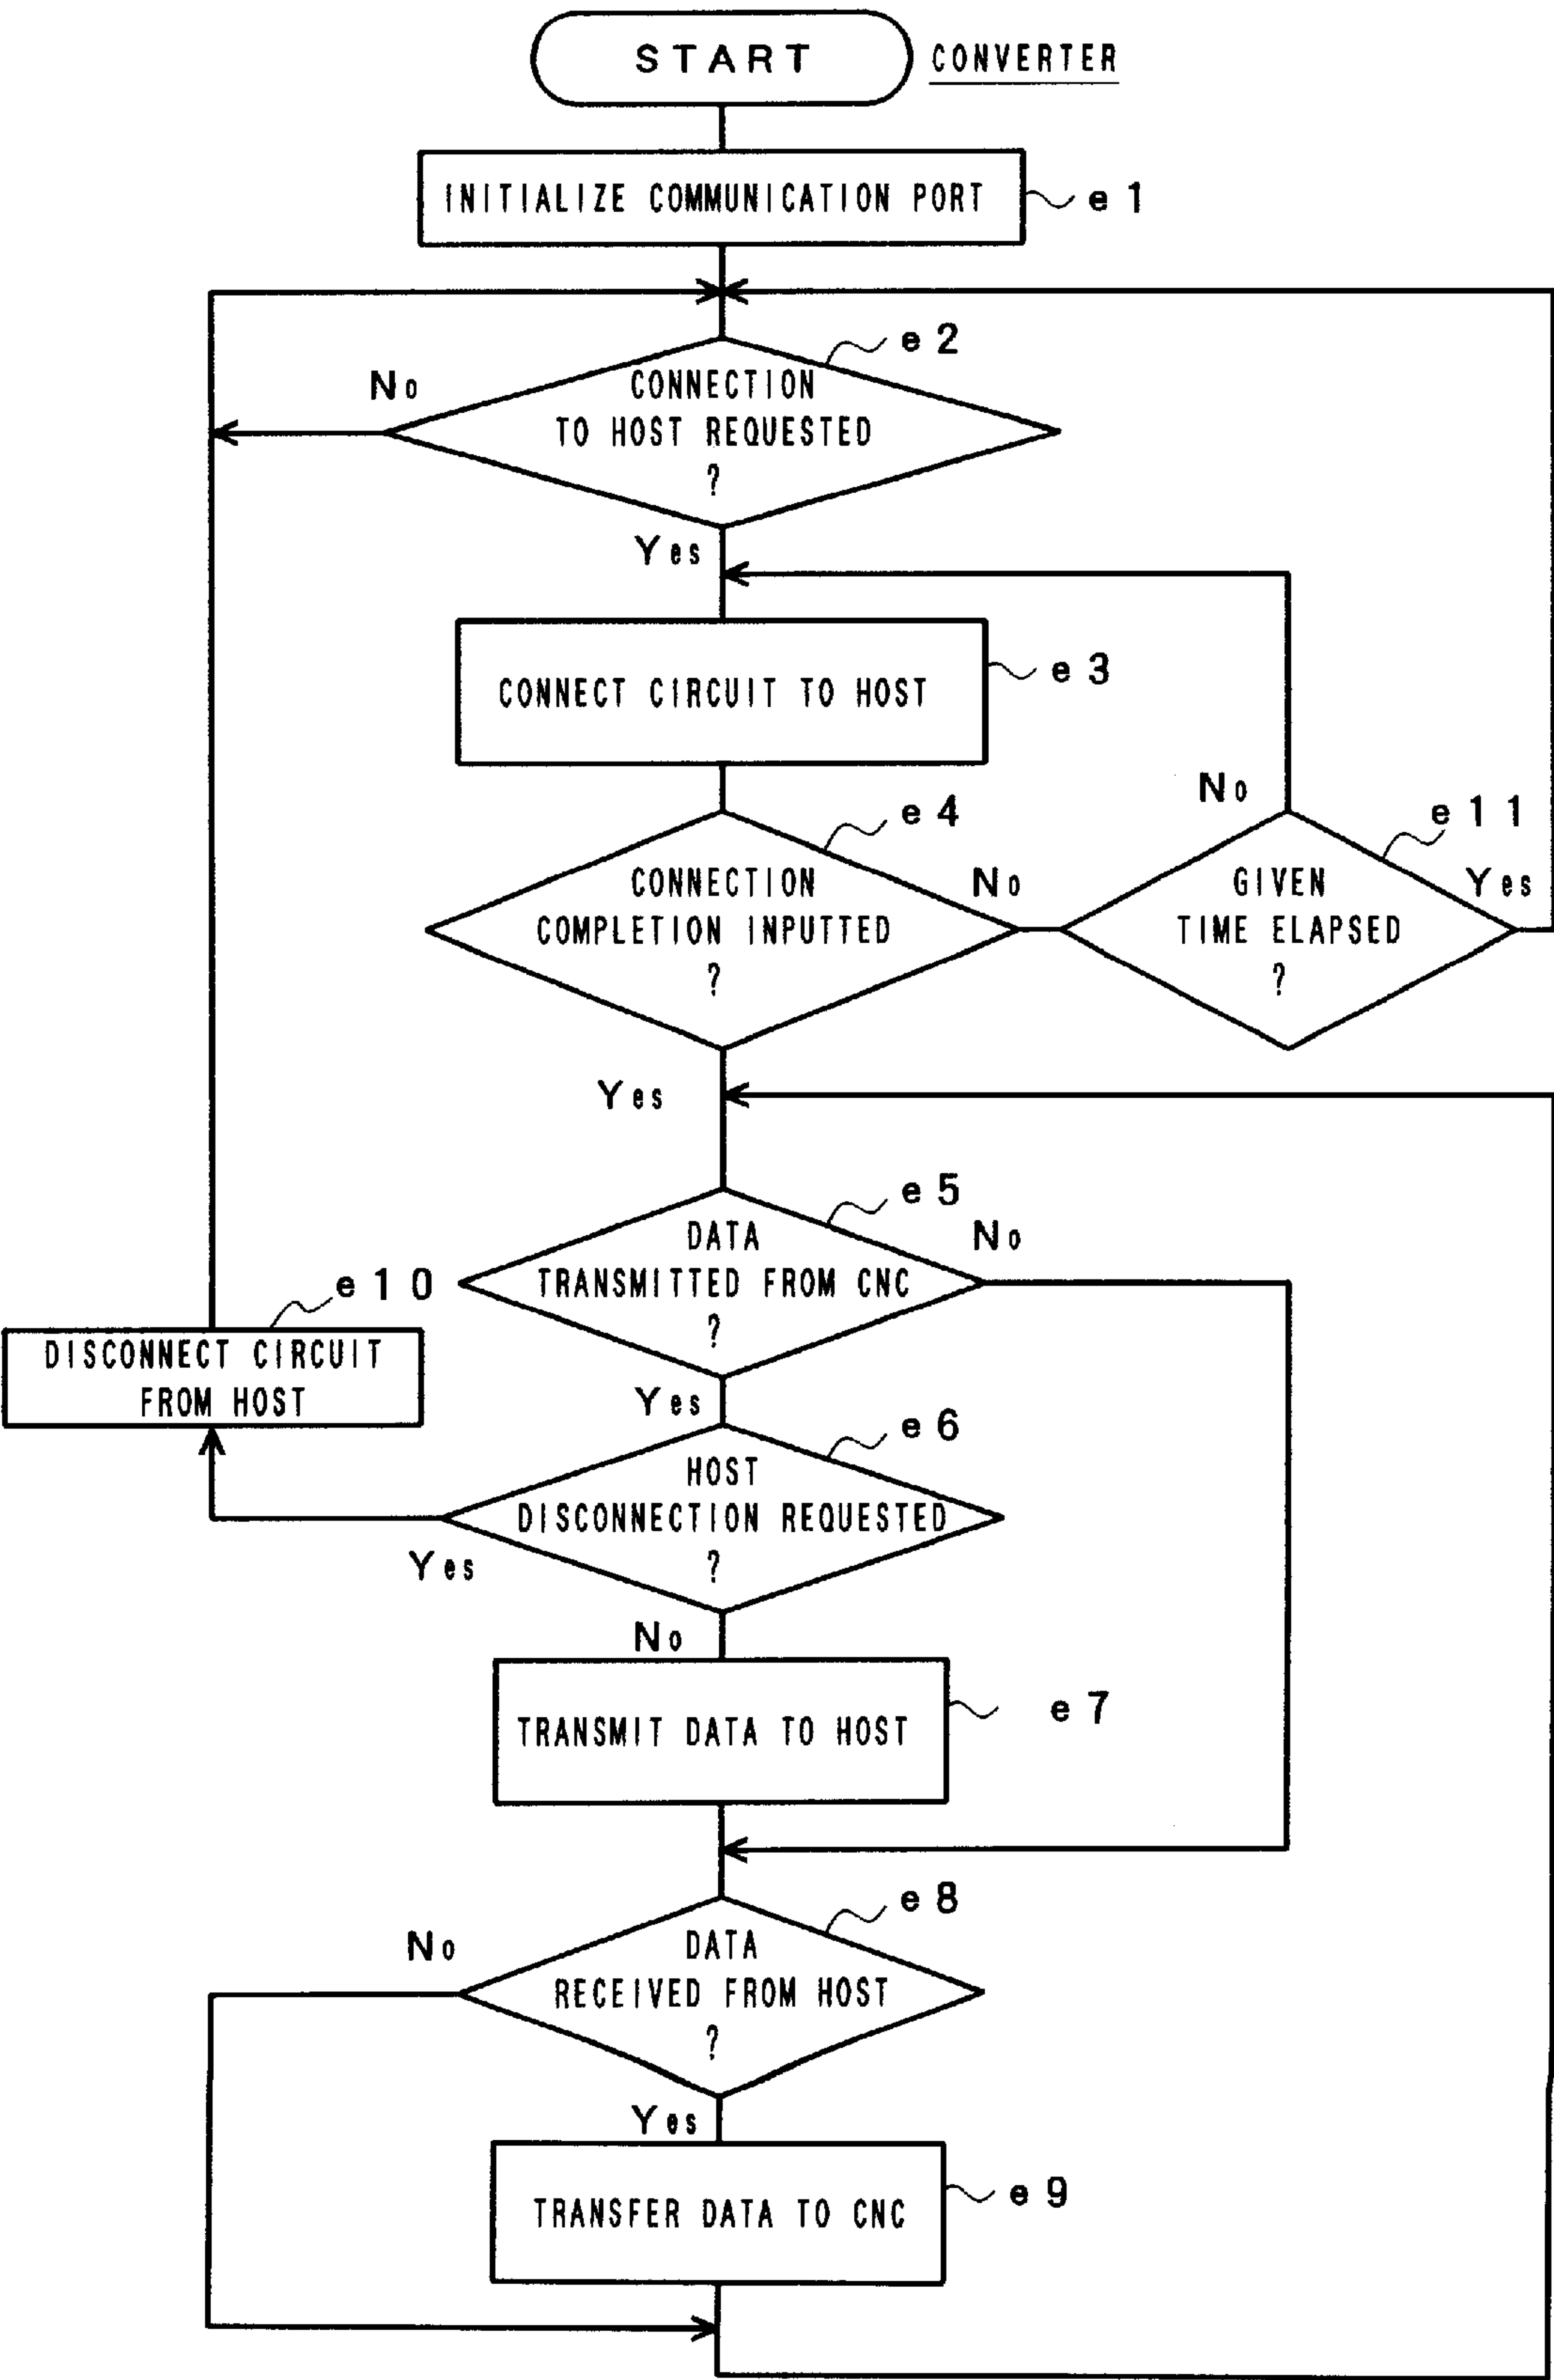 START
CONVERTER
INITIALIZE COMMUNICATION PORT
e1
e2
No
CONNECTION
TO HOST REQUESTED
?
Yes
CONNECT CIRCUIT TO HOST
e3
e4
CONNECTION
COMPLETION INPUTTED
?
No
No
e11
GIVEN
TIME ELAPSED
?
Yes
Yes
e5
DATA
TRANSMITTED FROM CNC
?
No
Yes
e10
DISCONNECT CIRCUIT
FROM HOST
e6
HOST
DISCONNECTION REQUESTED
?
Yes
No
TRANSMIT DATA TO HOST
e7
e8
No
DATA
RECEIVED FROM HOST
?
Yes
TRANSFER DATA TO CNC
e9